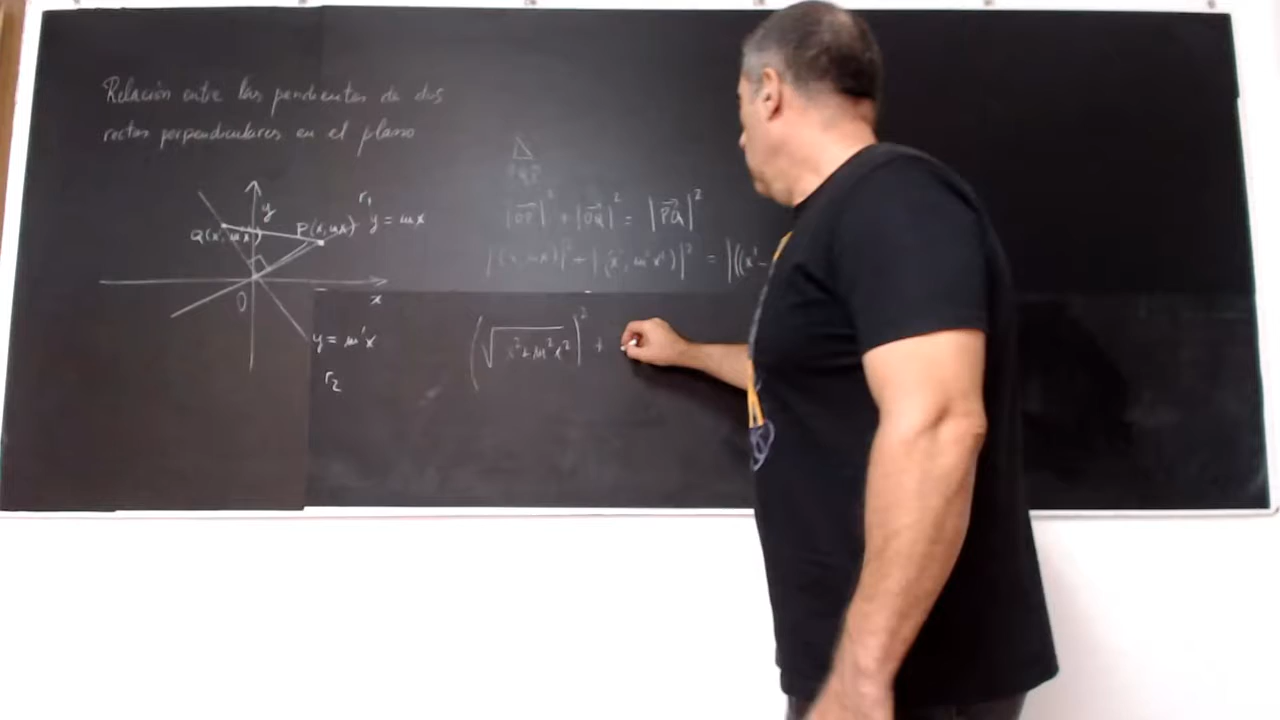 Relación entre las pendientes de dos
rectas perpendiculares en el plano
r₁
y
Q(x', m'x')
P(x, mx)
y = mx
0
x
y = m'x
r₂
|OP|² + |OQ|² = |PQ|²
|(x, mx)|² + |(x', m'x')|² = |((x' -
(√x² + m²x²)² +